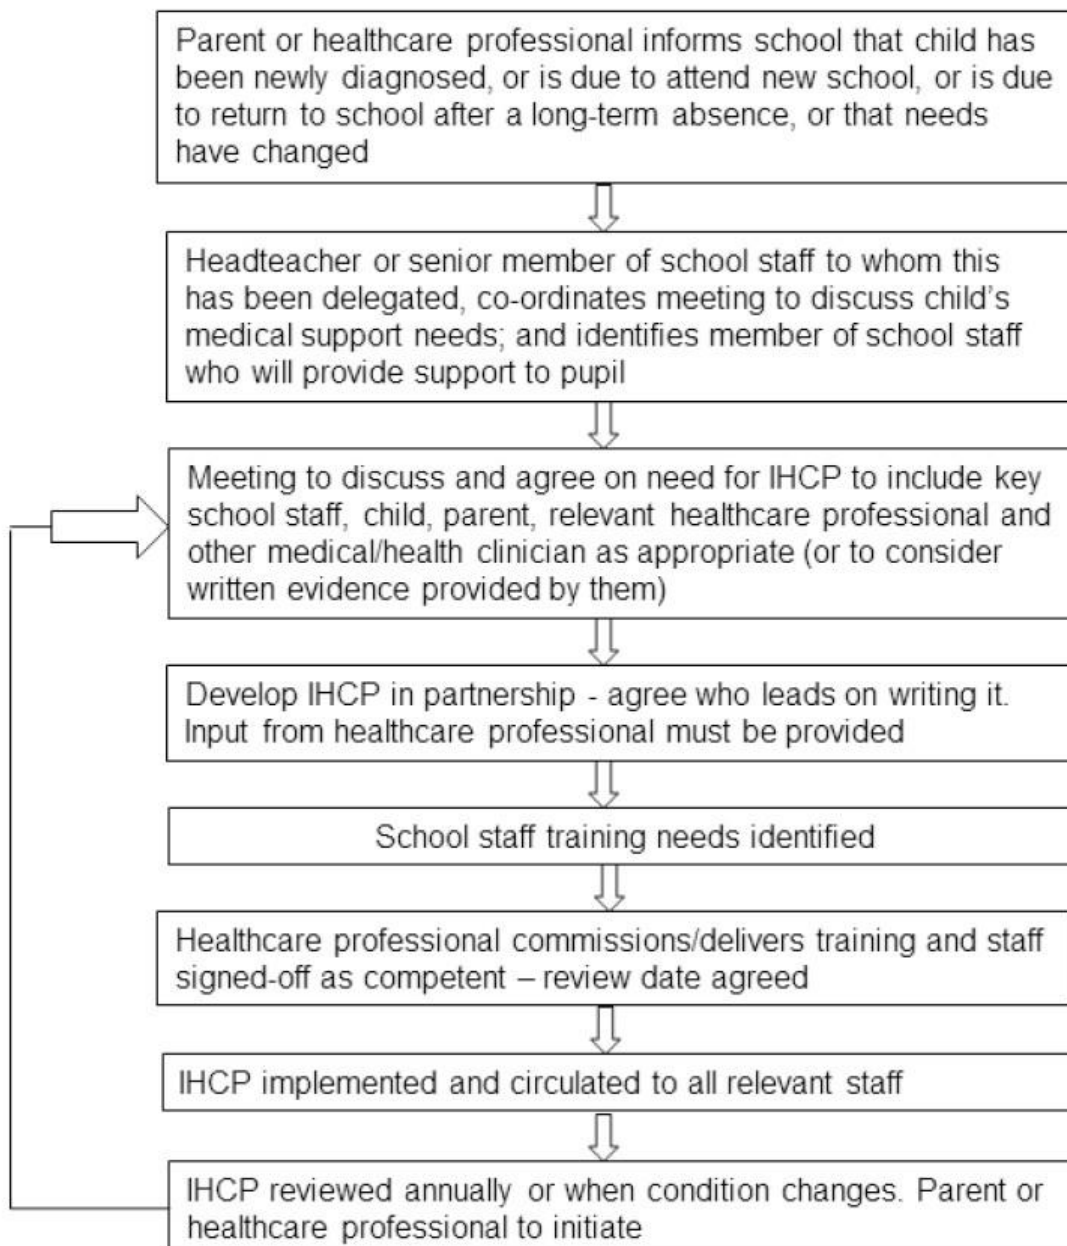 Parent or healthcare professional informs school that child has
been newly diagnosed, or is due to attend new school, or is due
to return to school after a long-term absence, or that needs
have changed
Headteacher or senior member of school staff to whom this
has been delegated, co-ordinates meeting to discuss child's
medical support needs; and identifies member of school staff
who will provide support to pupil
Meeting to discuss and agree on need for IHCP to include key
school staff, child, parent, relevant healthcare professional and
other medical/health clinician as appropriate (or to consider
written evidence provided by them)
Develop IHCP in partnership - agree who leads on writing it.
Input from healthcare professional must be provided
School staff training needs identified
Healthcare professional commissions/delivers training and staff
signed-off as competent – review date agreed
IHCP implemented and circulated to all relevant staff
IHCP reviewed annually or when condition changes. Parent or
healthcare professional to initiate